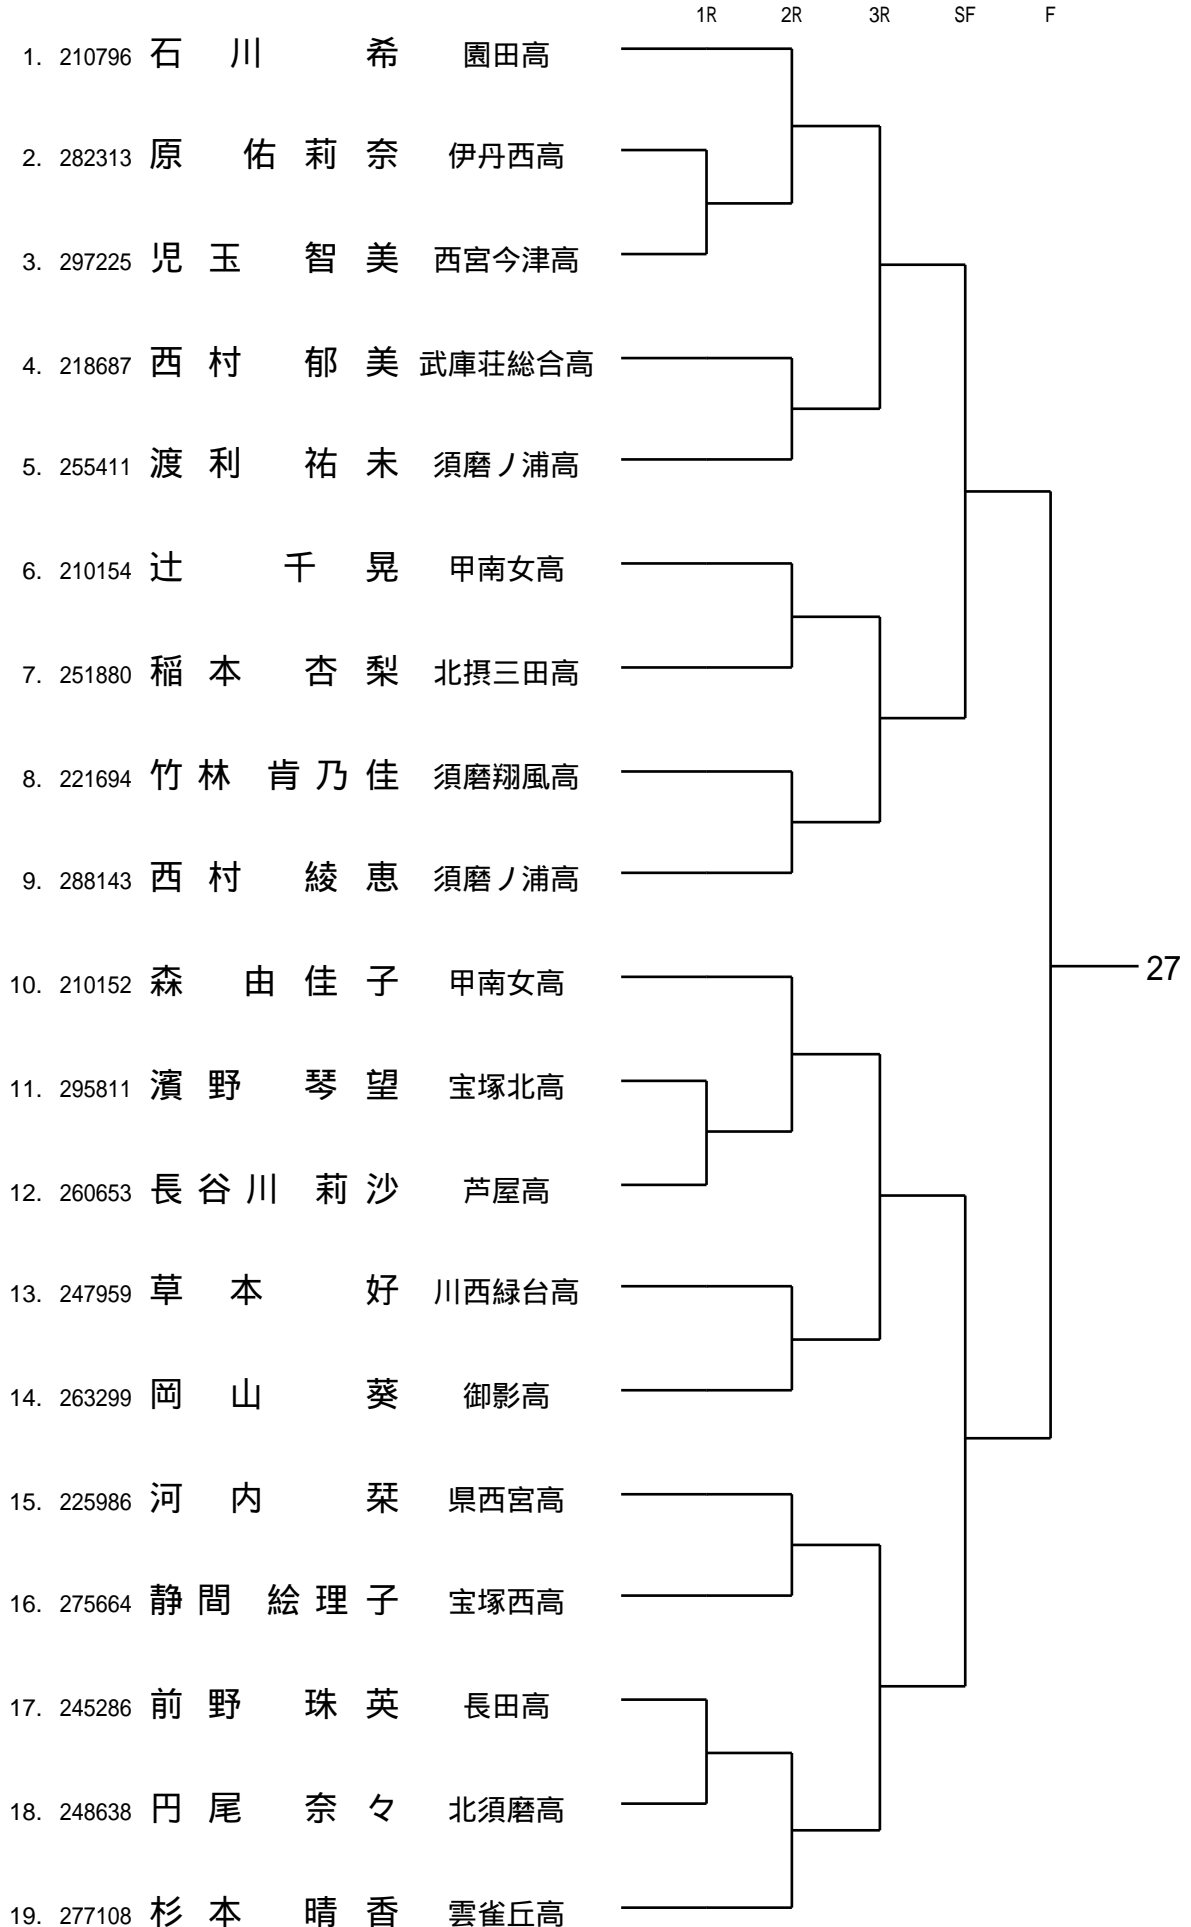 1R 2R 3R SF F
1. 210796 石川 希 園田高
2. 282313 原 佑莉奈 伊丹西高
3. 297225 児玉 智美 西宮今津高
4. 218687 西村 郁美 武庫荘総合高
5. 255411 渡利 祐未 須磨ノ浦高
6. 210154 辻 千晃 甲南女高
7. 251880 稲本 杏梨 北摂三田高
8. 221694 竹林 肯乃佳 須磨翔風高
9. 288143 西村 綾恵 須磨ノ浦高
10. 210152 森 由佳子 甲南女高
27
11. 295811 濱野 琴望 宝塚北高
12. 260653 長谷川 莉沙 芦屋高
13. 247959 草本 好 川西緑台高
14. 263299 岡山 葵 御影高
15. 225986 河内 栞 県西宮高
16. 275664 静間 絵理子 宝塚西高
17. 245286 前野 珠英 長田高
18. 248638 円尾 奈々 北須磨高
19. 277108 杉本 晴香 雲雀丘高